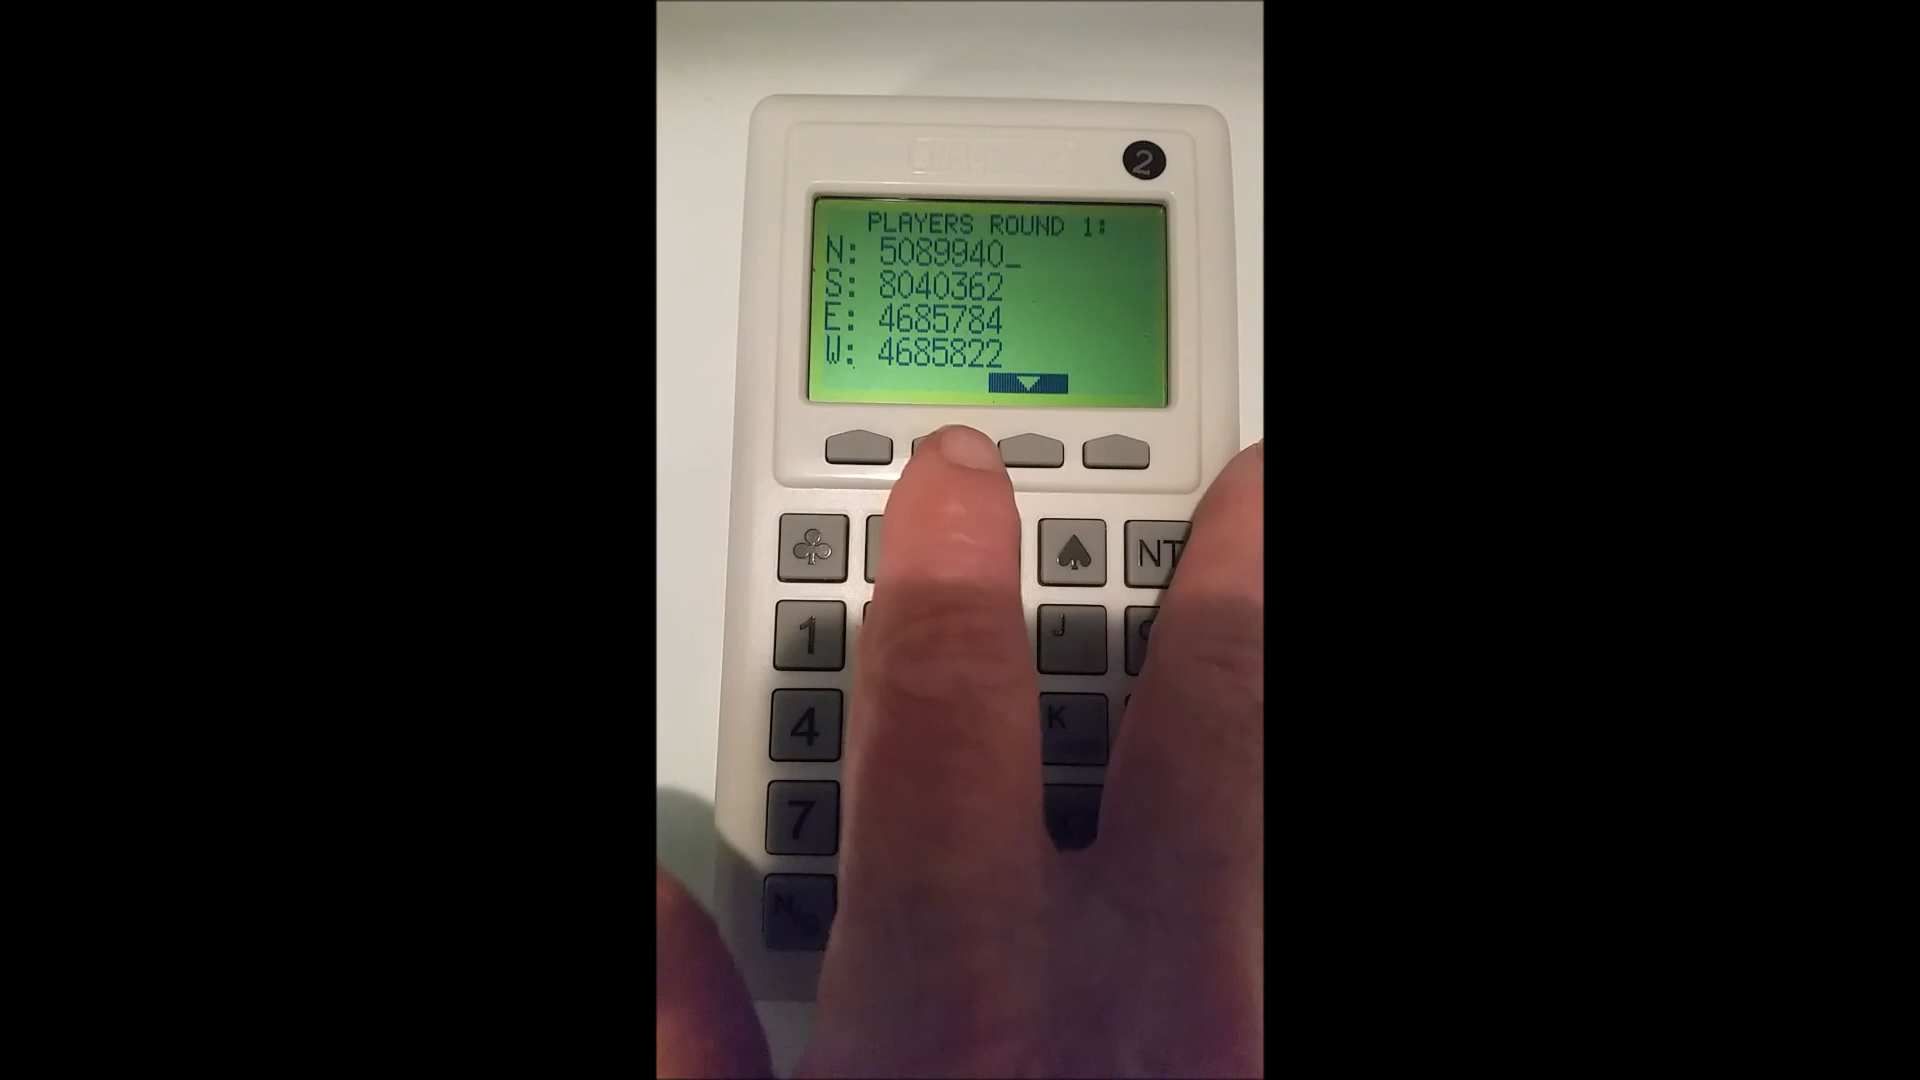 2
PLAYERS ROUND 1:
N: 5089940_
S: 8040362
E: 4685784
W: 4685822
NT
1
J
4
K
7
N/S